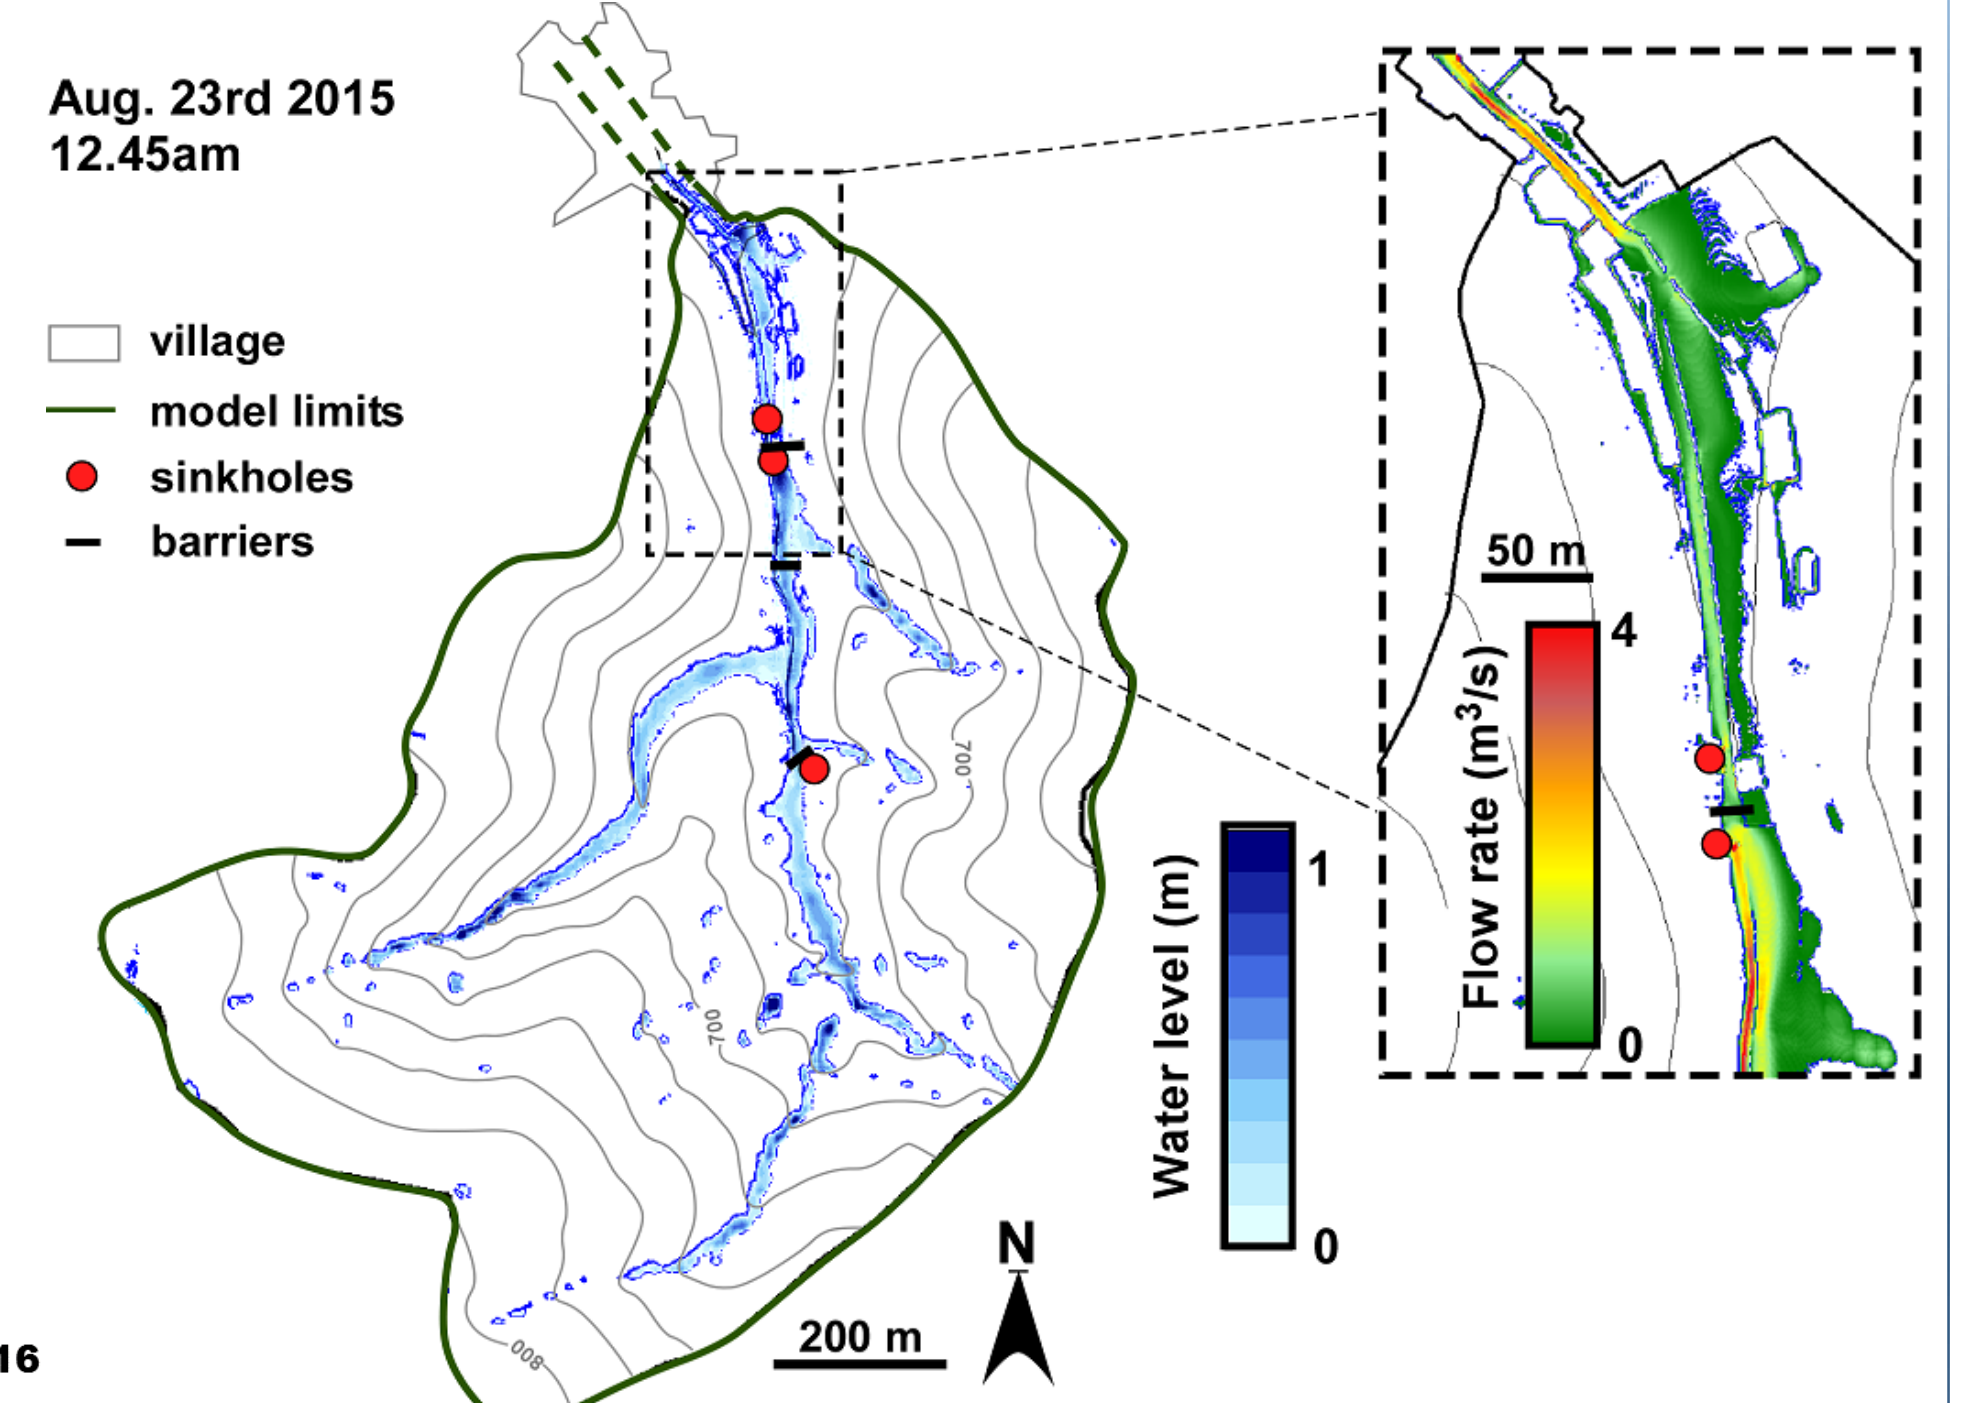 Aug. 23rd 2015
12.45am
village
model limits
sinkholes
barriers
50 m
4
Flow rate (m³/s)
0
700
700
800
1
Water level (m)
0
N
200 m
16